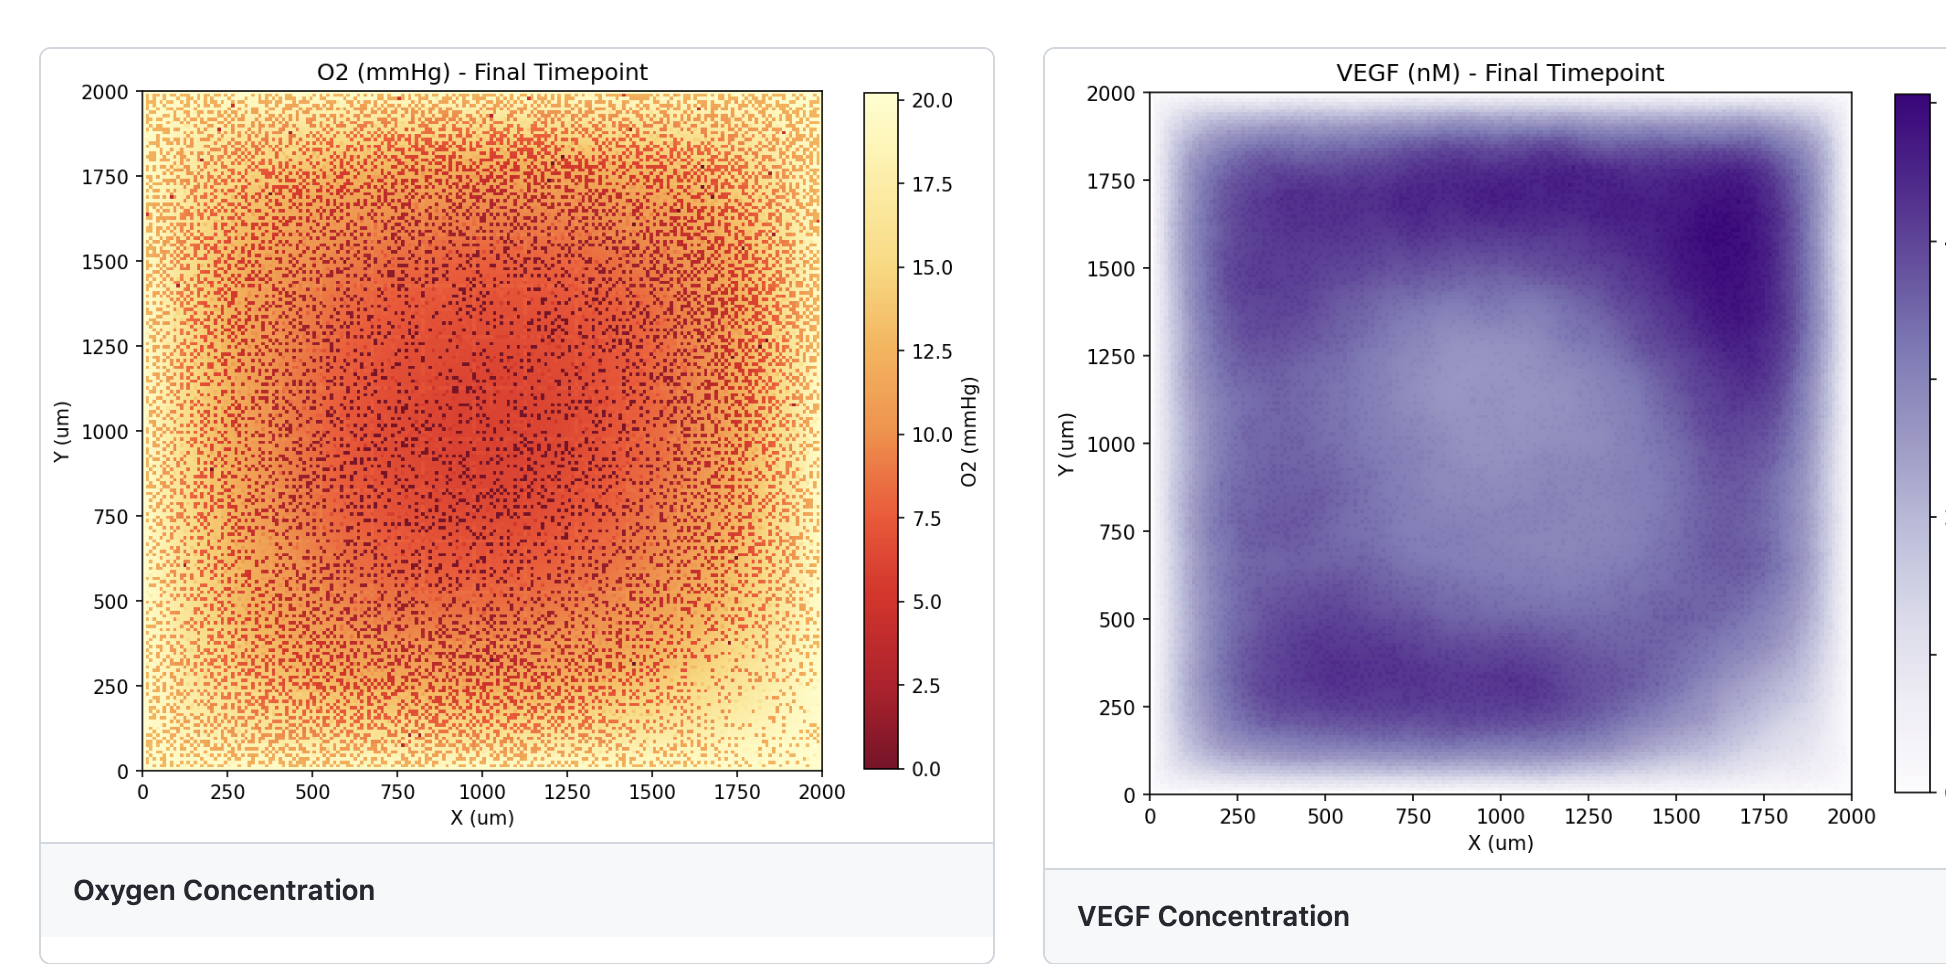 O2 (mmHg) - Final Timepoint
2000
1750
1500
1250
1000
750
500
250
0
Y (um)
0 250 500 750 1000 1250 1500 1750 2000
X (um)
20.0
17.5
15.0
12.5
10.0
7.5
5.0
2.5
0.0
O2 (mmHg)
Oxygen Concentration
VEGF (nM) - Final Timepoint
2000
1750
1500
1250
1000
750
500
250
0
Y (um)
0 250 500 750 1000 1250 1500 1750 2000
X (um)
VEGF Concentration